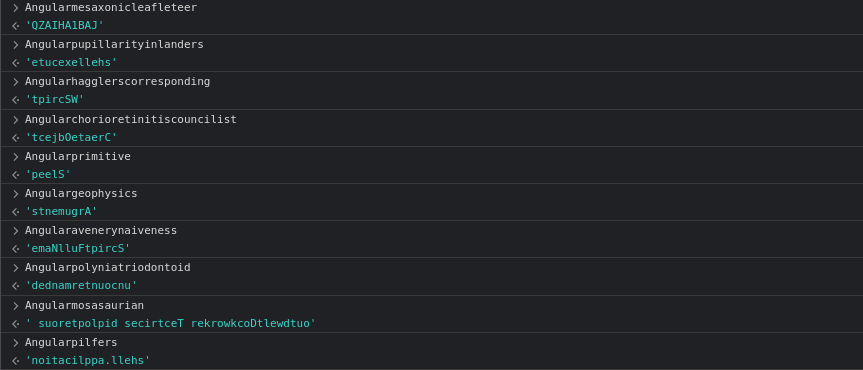 Angularmesaxonicleafleteer
'QZAIHA1BAJ'
Angularpupillarityinlanders
'etucexellehs'
Angularhagglerscorresponding
'tpircSW'
Angularchorioretinitiscouncilist
'tcejbOetaerC'
Angularprimitive
'peelS'
Angulargeophysics
'stnemugrA'
Angularavenerynaiveness
'emaNlluFtpircS'
Angularpolyniatriodontoid
'dednamretnuocnu'
Angularmosasaurian
' suoretpolpid secirtceT rekrowkcoDtlewdtuo'
Angularpilfers
'noitacilppa.llehs'